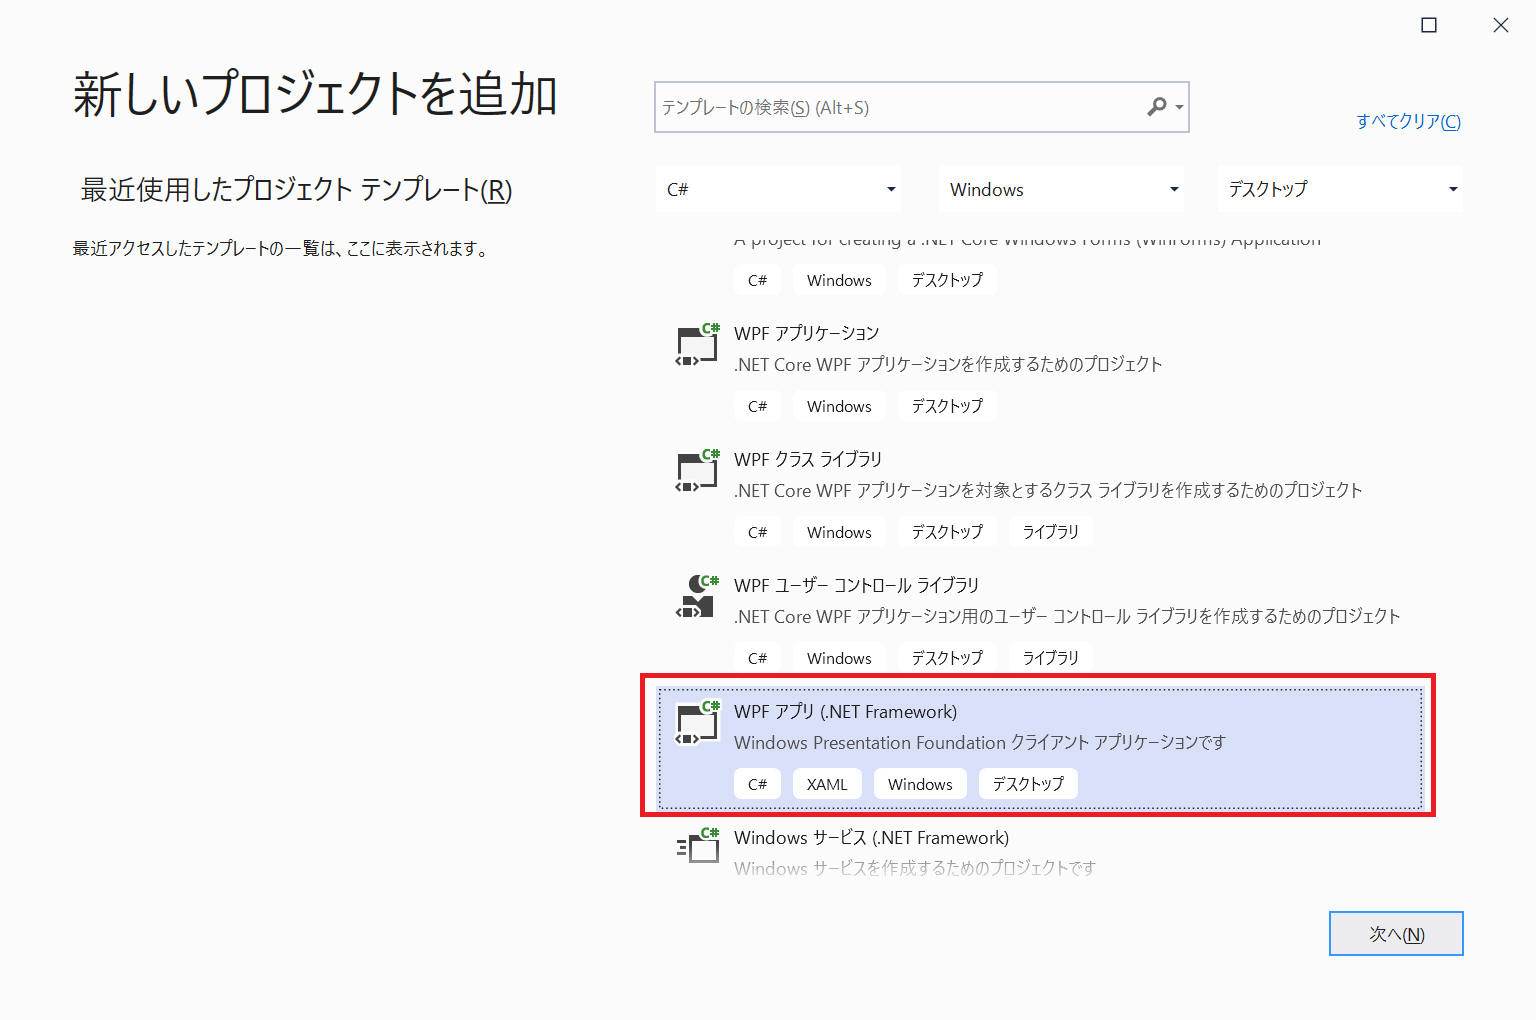 新しいプロジェクトを追加
テンプレートの検索(S) (Alt+S)
すべてクリア(C)
最近使用したプロジェクト テンプレート(R)
最近アクセスしたテンプレートの一覧は、ここに表示されます。
C#
Windows
デスクトップ
A project for creating a .NET Core Windows Forms (WinForms) Application
C# Windows デスクトップ
C#
WPF アプリケーション
.NET Core WPF アプリケーションを作成するためのプロジェクト
C# Windows デスクトップ
C#
WPF クラス ライブラリ
.NET Core WPF アプリケーションを対象とするクラス ライブラリを作成するためのプロジェクト
C# Windows デスクトップ ライブラリ
C#
WPF ユーザー コントロール ライブラリ
.NET Core WPF アプリケーション用のユーザー コントロール ライブラリを作成するためのプロジェクト
C# Windows デスクトップ ライブラリ
C#
WPF アプリ (.NET Framework)
Windows Presentation Foundation クライアント アプリケーションです
C# XAML Windows デスクトップ
C#
Windows サービス (.NET Framework)
Windows サービスを作成するためのプロジェクトです
次へ(N)